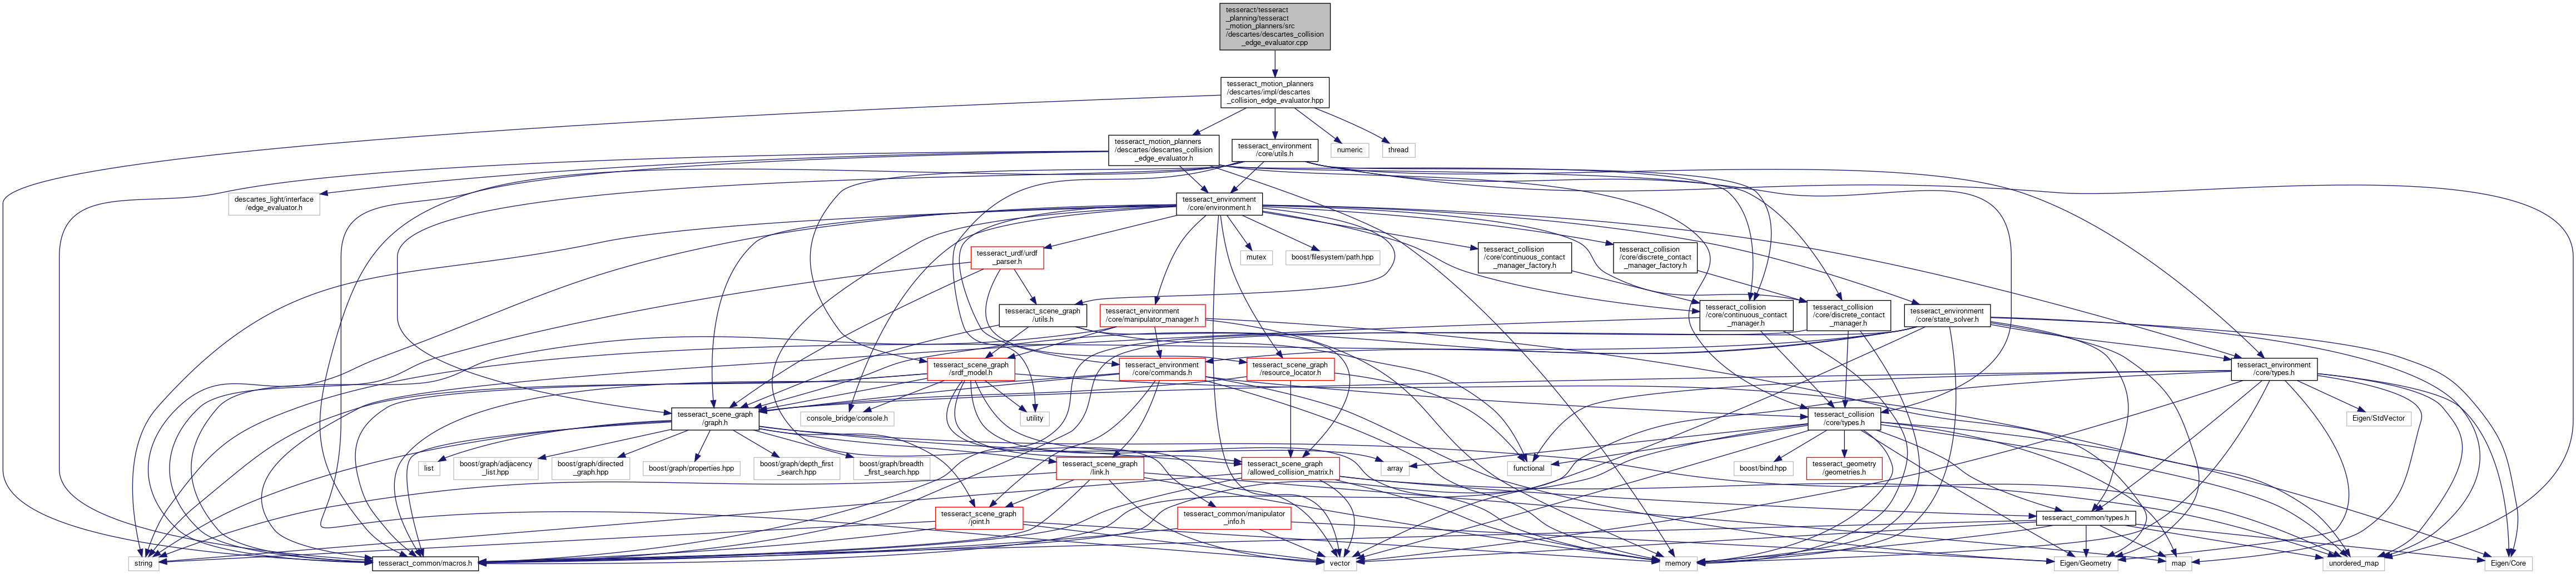 tesseract/tesseract
_planning/tesseract
_motion_planners/src
/descartes/descartes_collision
_edge_evaluator.cpp
tesseract_motion_planners
/descartes/impl/descartes
_collision_edge_evaluator.hpp
tesseract_motion_planners
/descartes/descartes_collision
_edge_evaluator.h
tesseract_environment
/core/utils.h
numeric
thread
descartes_light/interface
/edge_evaluator.h
tesseract_environment
/core/environment.h
tesseract_urdf/urdf
_parser.h
mutex
boost/filesystem/path.hpp
tesseract_collision
/core/continuous_contact
_manager_factory.h
tesseract_collision
/core/discrete_contact
_manager_factory.h
tesseract_scene_graph
/utils.h
tesseract_environment
/core/manipulator_manager.h
tesseract_collision
/core/continuous_contact
_manager.h
tesseract_collision
/core/discrete_contact
_manager.h
tesseract_environment
/core/state_solver.h
tesseract_scene_graph
/srdf_model.h
tesseract_environment
/core/commands.h
tesseract_scene_graph
/resource_locator.h
tesseract_environment
/core/types.h
tesseract_scene_graph
/graph.h
console_bridge/console.h
utility
tesseract_collision
/core/types.h
Eigen/StdVector
list
boost/graph/adjacency
_list.hpp
boost/graph/directed
_graph.hpp
boost/graph/properties.hpp
boost/graph/depth_first
_search.hpp
boost/graph/breadth
_first_search.hpp
tesseract_scene_graph
/link.h
tesseract_scene_graph
/allowed_collision_matrix.h
array
functional
boost/bind.hpp
tesseract_geometry
/geometries.h
tesseract_scene_graph
/joint.h
tesseract_common/manipulator
_info.h
tesseract_common/types.h
string
tesseract_common/macros.h
vector
memory
Eigen/Geometry
map
unordered_map
Eigen/Core